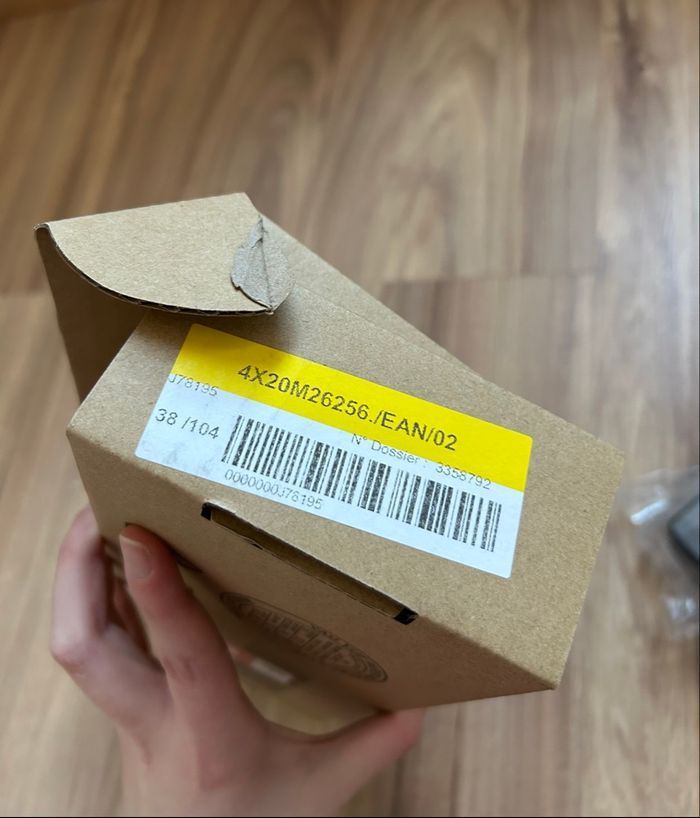 4X20M26256./EAN/02
J78195
N° Dossier : 3358792
38 /104
0000000J78195